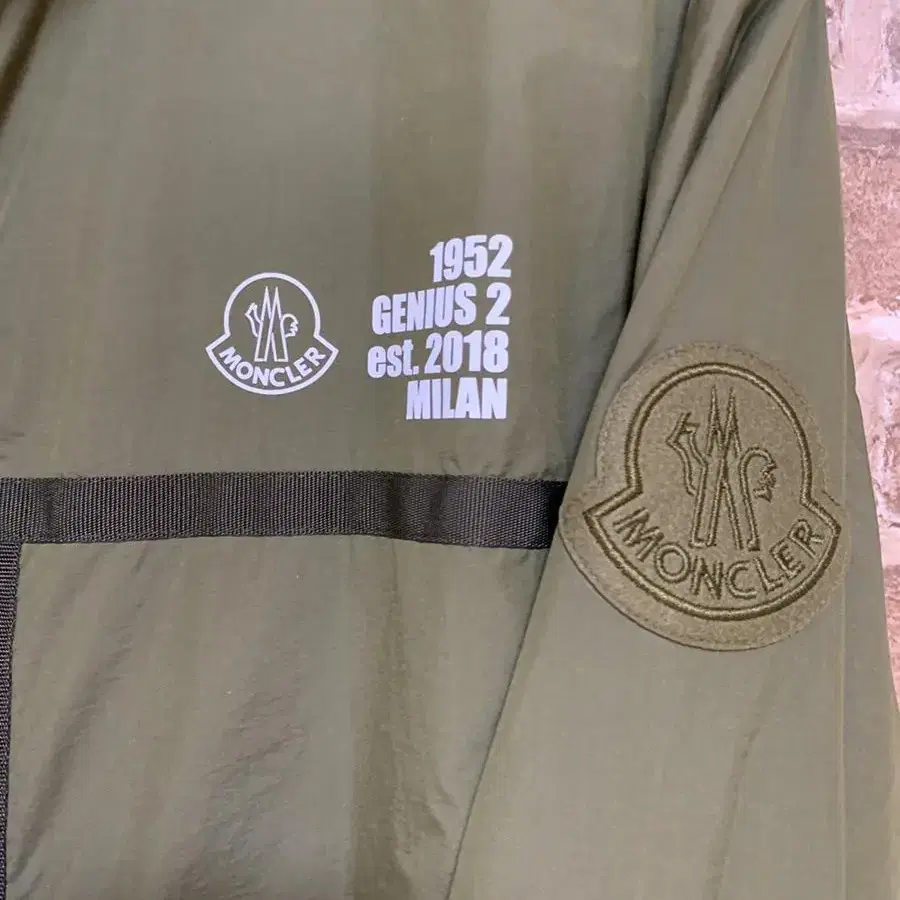 MONCLER
1952
GENIUS 2
est. 2018
MILAN
MONCLER